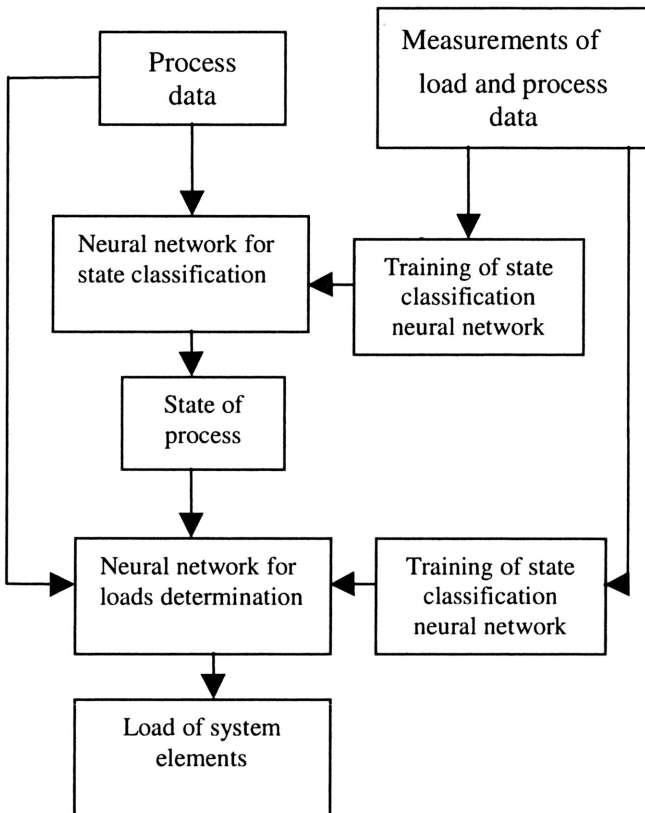 Process
data
Measurements of
load and process
data
Neural network for
state classification
Training of state
classification
neural network
State of
process
Neural network for
loads determination
Training of state
classification
neural network
Load of system
elements